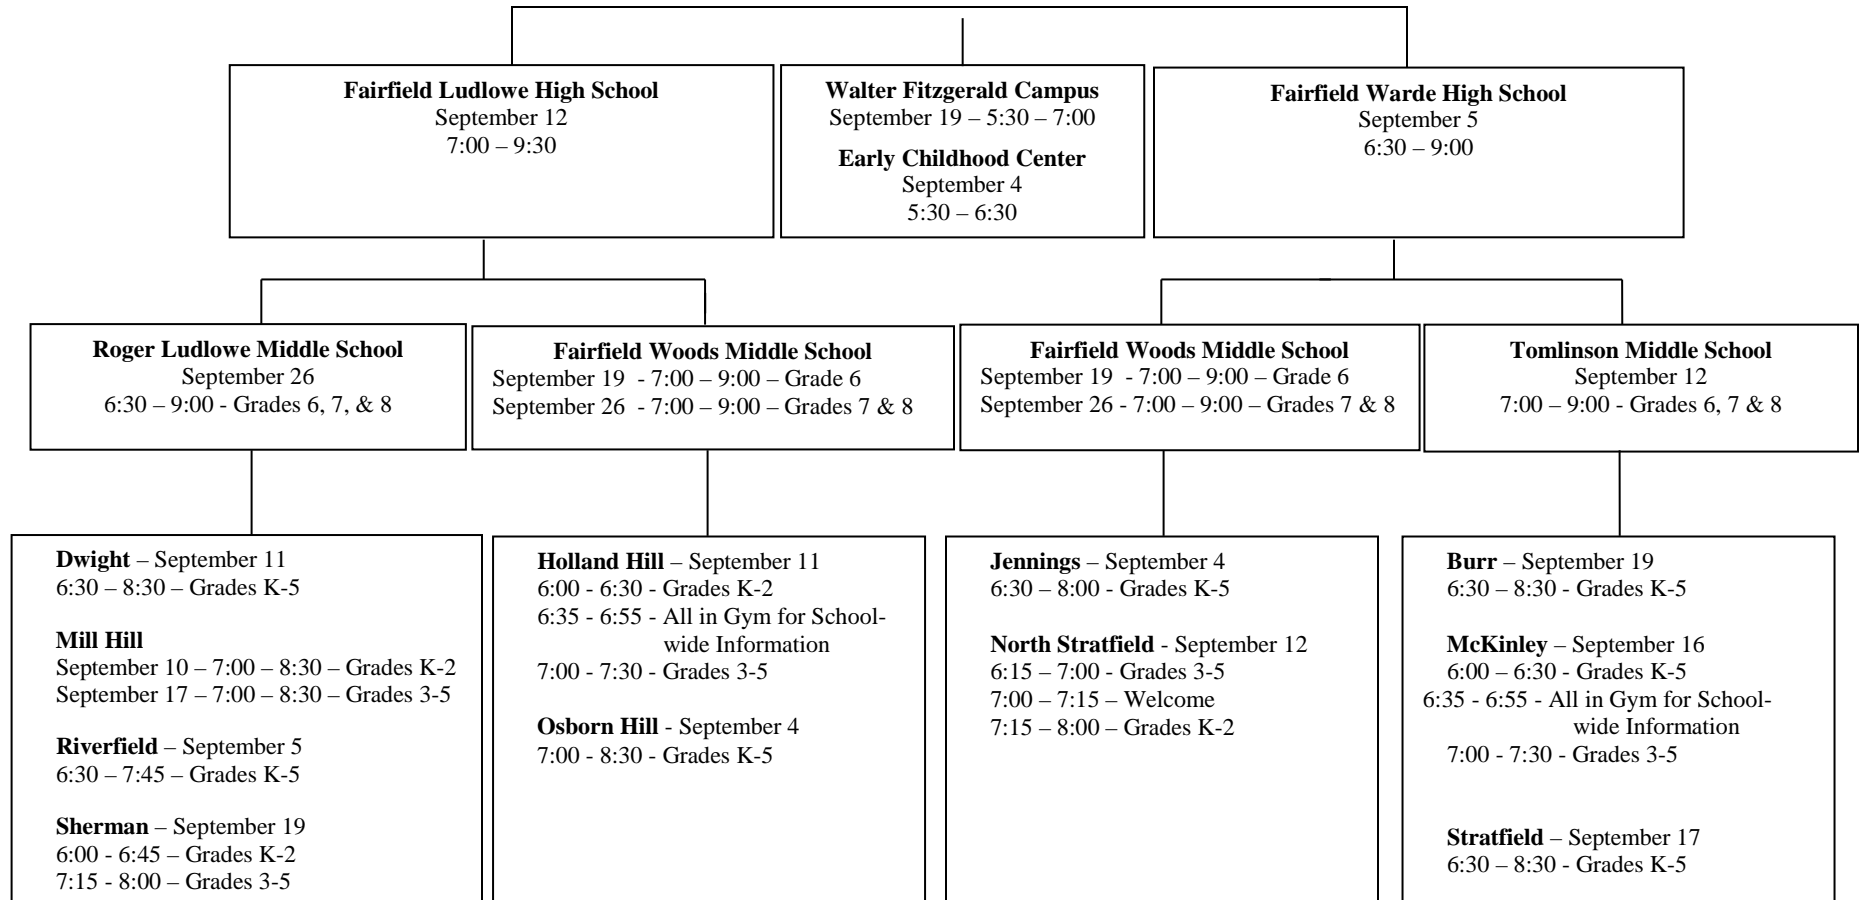 Fairfield Ludlowe High School
September 12
7:00 – 9:30
Walter Fitzgerald Campus
September 19 – 5:30 – 7:00
Early Childhood Center
September 4
5:30 – 6:30
Fairfield Warde High School
September 5
6:30 – 9:00
Roger Ludlowe Middle School
September 26
6:30 – 9:00 - Grades 6, 7, & 8
Fairfield Woods Middle School
September 19 - 7:00 – 9:00 – Grade 6
September 26 - 7:00 – 9:00 – Grades 7 & 8
Fairfield Woods Middle School
September 19 - 7:00 – 9:00 – Grade 6
September 26 - 7:00 – 9:00 – Grades 7 & 8
Tomlinson Middle School
September 12
7:00 – 9:00 - Grades 6, 7 & 8
Dwight – September 11
6:30 – 8:30 – Grades K-5
Mill Hill
September 10 – 7:00 – 8:30 – Grades K-2
September 17 – 7:00 – 8:30 – Grades 3-5
Riverfield – September 5
6:30 – 7:45 – Grades K-5
Sherman – September 19
6:00 - 6:45 – Grades K-2
7:15 - 8:00 – Grades 3-5
Holland Hill – September 11
6:00 - 6:30 - Grades K-2
6:35 - 6:55 - All in Gym for School-
wide Information
7:00 - 7:30 - Grades 3-5
Osborn Hill - September 4
7:00 - 8:30 - Grades K-5
Jennings – September 4
6:30 – 8:00 - Grades K-5
North Stratfield - September 12
6:15 – 7:00 - Grades 3-5
7:00 – 7:15 – Welcome
7:15 – 8:00 – Grades K-2
Burr – September 19
6:30 – 8:30 - Grades K-5
McKinley – September 16
6:00 – 6:30 – Grades K-5
6:35 - 6:55 - All in Gym for School-
wide Information
7:00 - 7:30 - Grades 3-5
Stratfield – September 17
6:30 – 8:30 - Grades K-5